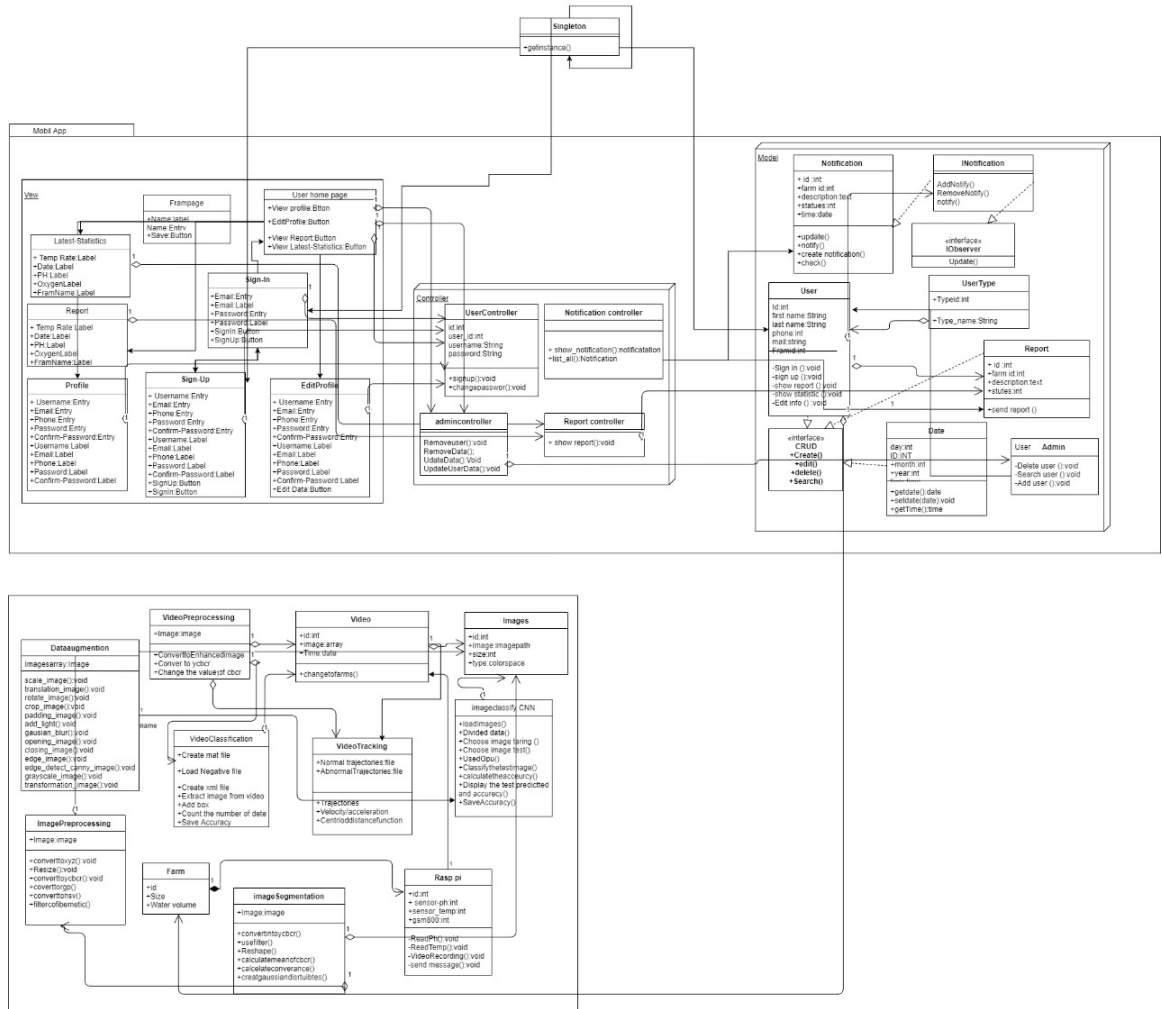 Singleton
+getinstance()
Mobil App
Vew
Frampage
+Name:label
Name:Entry
+Save:Button
User home page
+View profile:Btton
+EditProfile:Button
+View Report:Button
+View Latest-Statistics:Button
Latest-Statistics
+ Temp Rate:Label
+Date:Label
+PH:Label
+OxygenLabel
+FramName:Label
Report
+ Temp Rate:Label
+Date:Label
+PH:Label
+OxygenLabel
+FramName:Label
Sign-In
+Email:Entry
+Email:Label
+Password:Entry
+Password:Label
+SignIn:Button
+SignUp:Button
Profile
+ Username:Entry
+Email:Entry
+Phone:Entry
+Password:Entry
+Confirm-Password:Entry
+Username:Label
+Email:Label
+Phone:Label
+Password:Label
+Confirm-Password:Label
Sign-Up
+ Username:Entry
+Email:Entry
+Phone:Entry
+Password:Entry
+Confirm-Password:Entry
+Username:Label
+Email:Label
+Phone:Label
+Password:Label
+Confirm-Password:Label
+SignUp:Button
+SignIn:Button
EditProfile
+ Username:Entry
+Email:Entry
+Phone:Entry
+Password:Entry
+Confirm-Password:Entry
+Username:Label
+Email:Label
+Phone:Label
+Password:Label
+Confirm-Password:Label
+Edit Data:Button
Controller
UserController
id:int
user_id:int
username:String
password:String
+signup():void
+changepaswor():void
Notification controller
+ show_notification():notificatation
+list_all():Notification
admincontroller
Removeuser():void
RemoveData();
UdateData():Void
UpdateUserData():void
Report controller
+ show report():void
Model
Notification
+ id :int
+farm id:int
+description:text
+statues:int
+time:date
+update()
+notify()
+create notification()
+check()
INotification
AddNotify()
RemoveNotify()
notify()
«interface»
IObserver
Update()
User
Id:int
first name:String
last name:String
phone:int
mail:string
Framid:int
-Sign in ():void
-sign up ():void
-show report ():void
-show statistic ():void
-Edit info ():void
UserType
+Typeid:int
+Type_name:String
Report
+ id :int
+farm id:int
+description:text
+stutes:int
+send report ()
«interface»
CRUD
+Create()
+edit()
+delete()
+Search()
Date
day:int
ID:INT
+month:int
+year:int
+getdate():date
+setdate(date):void
+getTime():time
User Admin
-Delete user ():void
-Search user ():void
-Add user ():void
VideoPreprocessing
+Image:image
+ConverttoEnhancedimage
+Conver to ycbcr
+Change the value of cbcr
Video
+id:int
+image:array
+Time:date
+changetofarms()
Images
+id:int
+Image:imagepath
+size:int
+type:colorspace
Dataaugmention
imagesarray:image
scale_image():void
translation_image():void
rotate_image():void
crop_image():void
padding_image():void
add_light():void
gausian_blur():void
opening_image():void
closing_image():void
edge_image():void
edge_detect_canny_image():void
grayscale_image():void
transformation_image():void
name
VideoClassification
+Create mat file
+Load Negative file
+Create xml file
+Extract image from video
+Add box
+Count the number of dete
+Save Accuracy
VideoTracking
+Normal trajectories:file
+AbnormalTrajectories:file
+Trajectories
+Velocity/acceleration
+Centrioddistancefunction
imageclassify CNN
+loadimages()
+Divided data()
+Choose image taring ()
+Choose image test()
+UsedGpu()
+Classifythetestimage()
+calculatetheacceurcy()
+Display the test predictted
and accurecy()
+SaveAccuracy()
ImagePreprocessing
+Image:image
+converttoxyz():void
+Resize():void
+converttoycbcr():void
+coverttorgp()
+converttohsv()
+filtercofibemetic()
Farm
+id
+Size
+Water volume
imageSegmentation
+Image:image
+convertintoycbcr()
+usefilter()
+Reshape()
+calculatemeanofcbcr()
+calcelateconverance()
+creatgaussiandisrtuibtes()
Rasp pi
+id:int
+ sensor-ph:int
+sensor_temp:int
+gsm800:int
-ReadPh():void
-ReadTemp():void
-VideoRecording():void
-send message():void